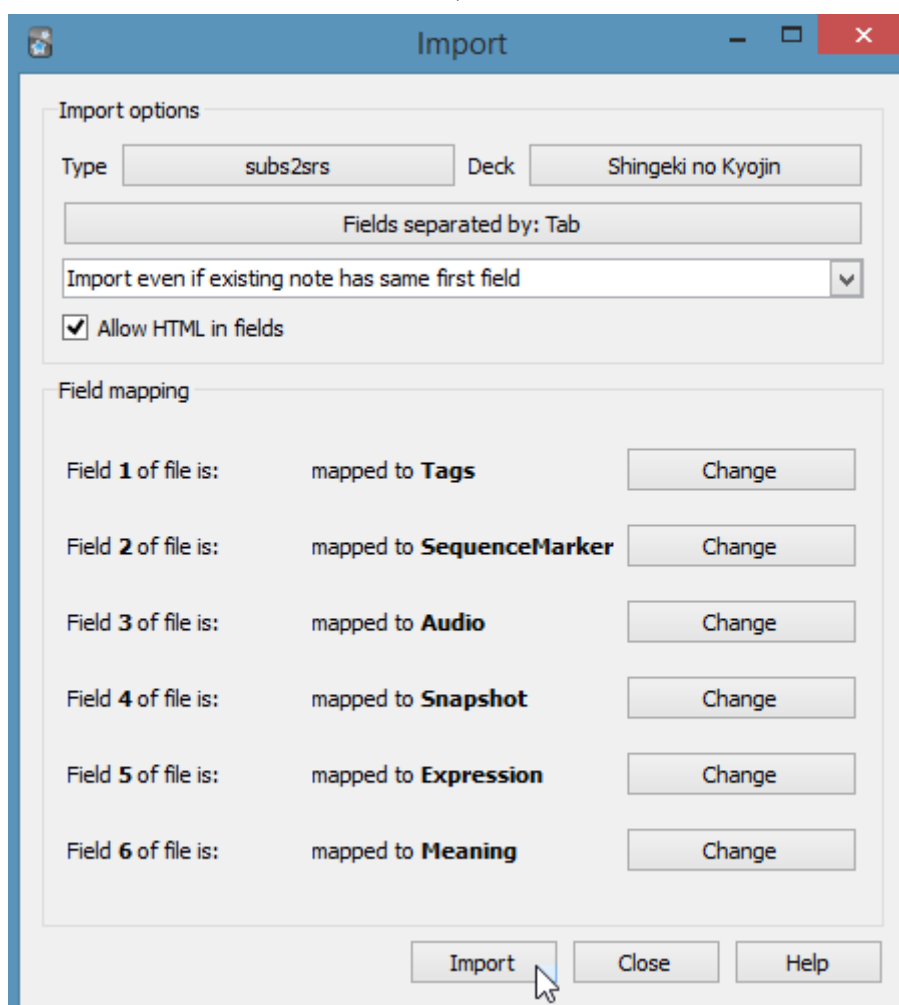 Import
Import options
Type subs2srs Deck Shingeki no Kyojin
Fields separated by: Tab
Import even if existing note has same first field
Allow HTML in fields
Field mapping
Field 1 of file is: mapped to Tags Change
Field 2 of file is: mapped to SequenceMarker Change
Field 3 of file is: mapped to Audio Change
Field 4 of file is: mapped to Snapshot Change
Field 5 of file is: mapped to Expression Change
Field 6 of file is: mapped to Meaning Change
Import Close Help